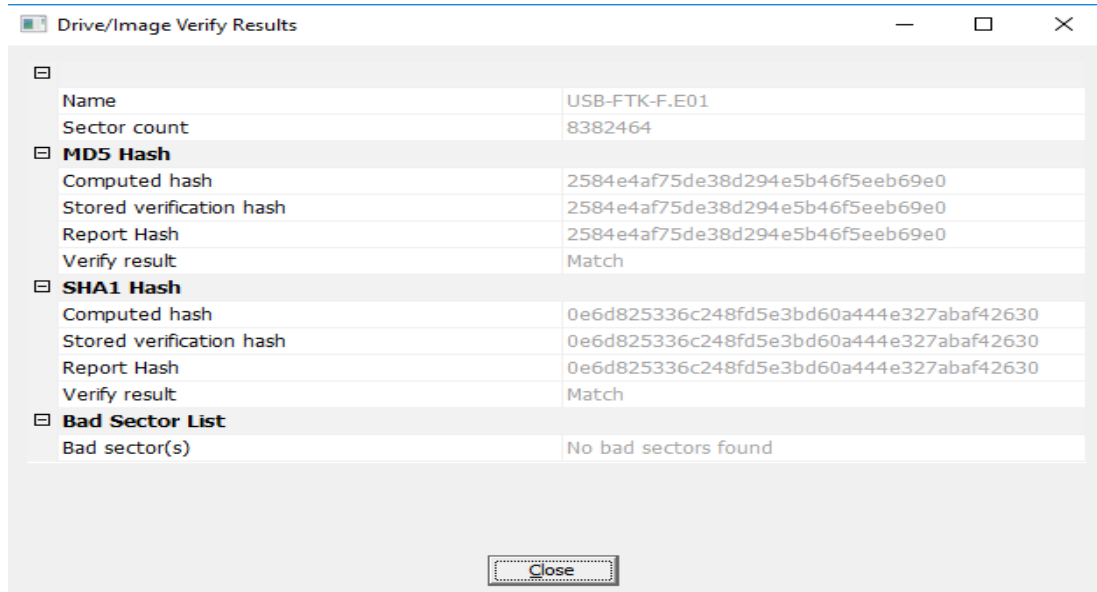 Drive/Image Verify Results
Name USB-FTK-F.E01
Sector count 8382464
MD5 Hash
Computed hash 2584e4af75de38d294e5b46f5eeb69e0
Stored verification hash 2584e4af75de38d294e5b46f5eeb69e0
Report Hash 2584e4af75de38d294e5b46f5eeb69e0
Verify result Match
SHA1 Hash
Computed hash 0e6d825336c248fd5e3bd60a444e327abaf42630
Stored verification hash 0e6d825336c248fd5e3bd60a444e327abaf42630
Report Hash 0e6d825336c248fd5e3bd60a444e327abaf42630
Verify result Match
Bad Sector List
Bad sector(s) No bad sectors found
Close